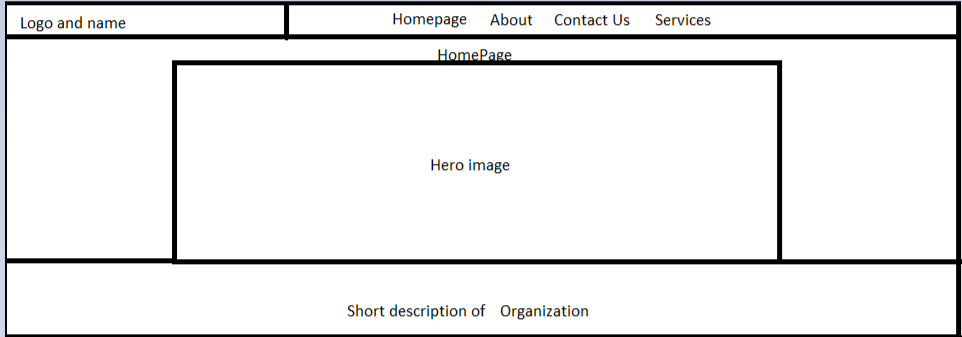 Logo and name
Homepage About Contact Us Services
HomePage
Hero image
Short description of Organization